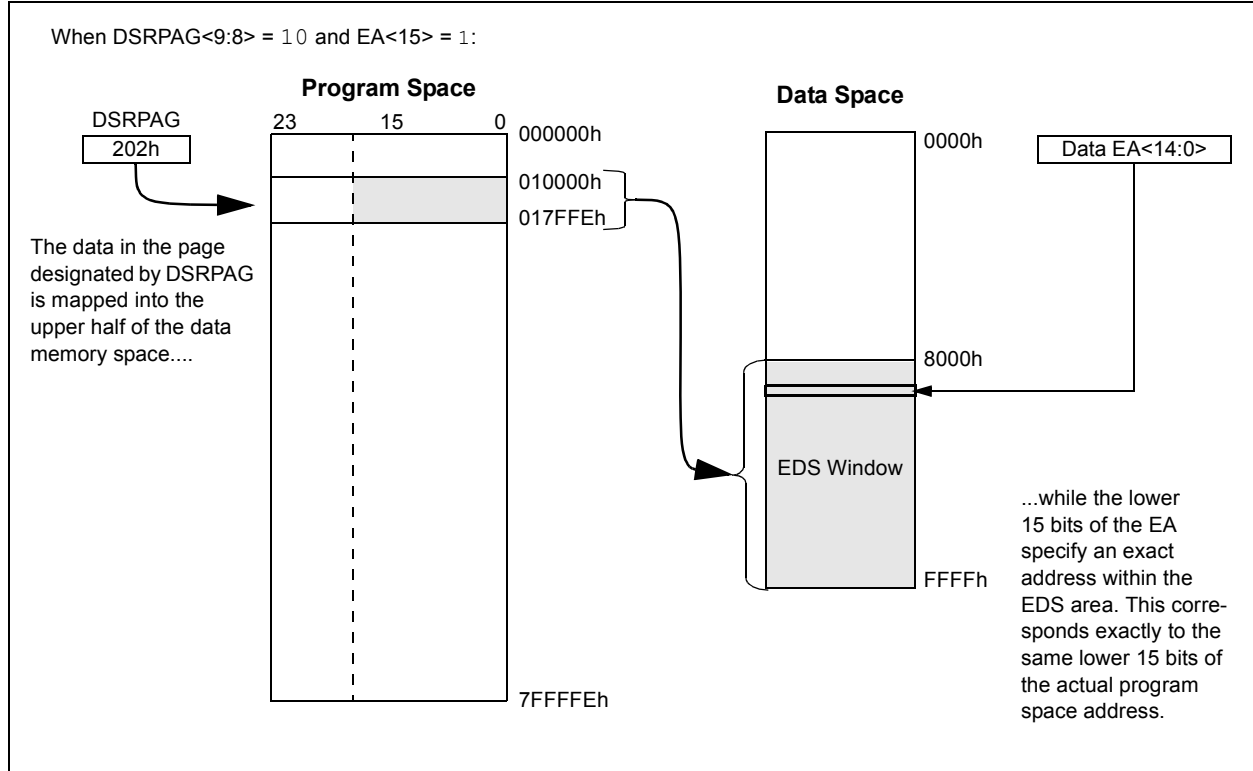 When DSRPAG<9:8> = 10 and EA<15> = 1:
Program Space
Data Space
DSRPAG
202h
23 15 0
000000h
010000h
017FFEh
7FFFFEh
The data in the page
designated by DSRPAG
is mapped into the
upper half of the data
memory space....
0000h
8000h
EDS Window
FFFFh
Data EA<14:0>
...while the lower
15 bits of the EA
specify an exact
address within the
EDS area. This corre-
sponds exactly to the
same lower 15 bits of
the actual program
space address.